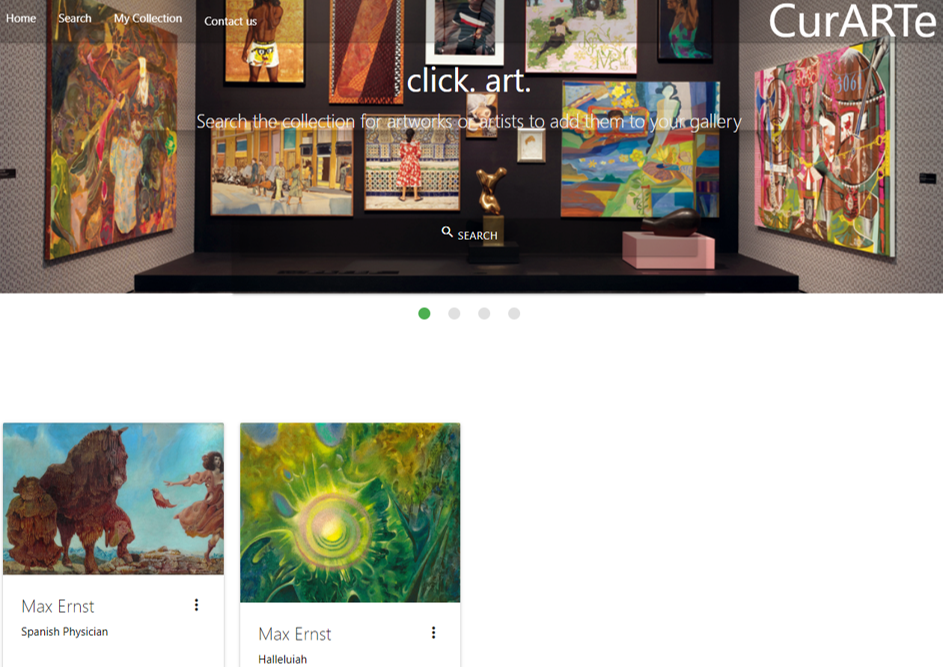 Home Search My Collection Contact us CurARTe
click. art.
Search the collection for artworks or artists to add them to your gallery
SEARCH
Max Ernst
Spanish Physician
Max Ernst
Halleluiah